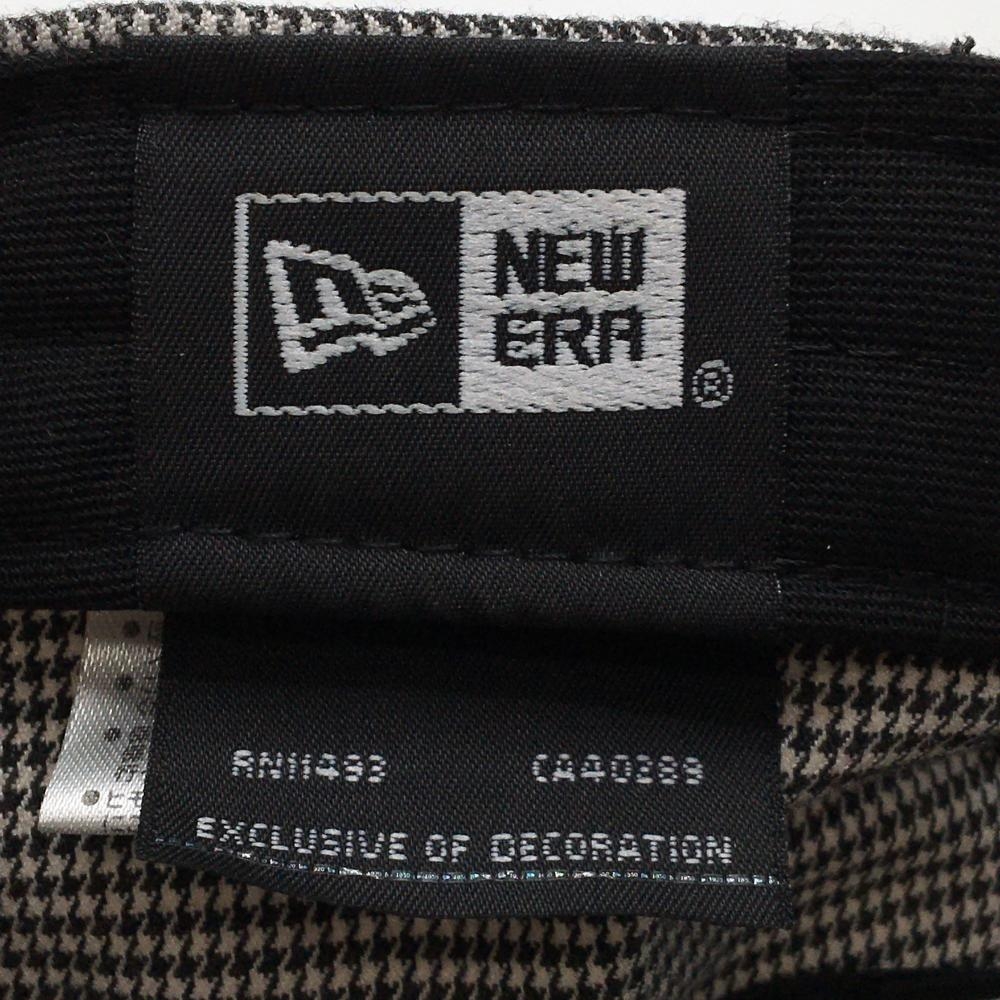 NEW
ERA
®
RN11493 CA40389
EXCLUSIVE OF DECORATION